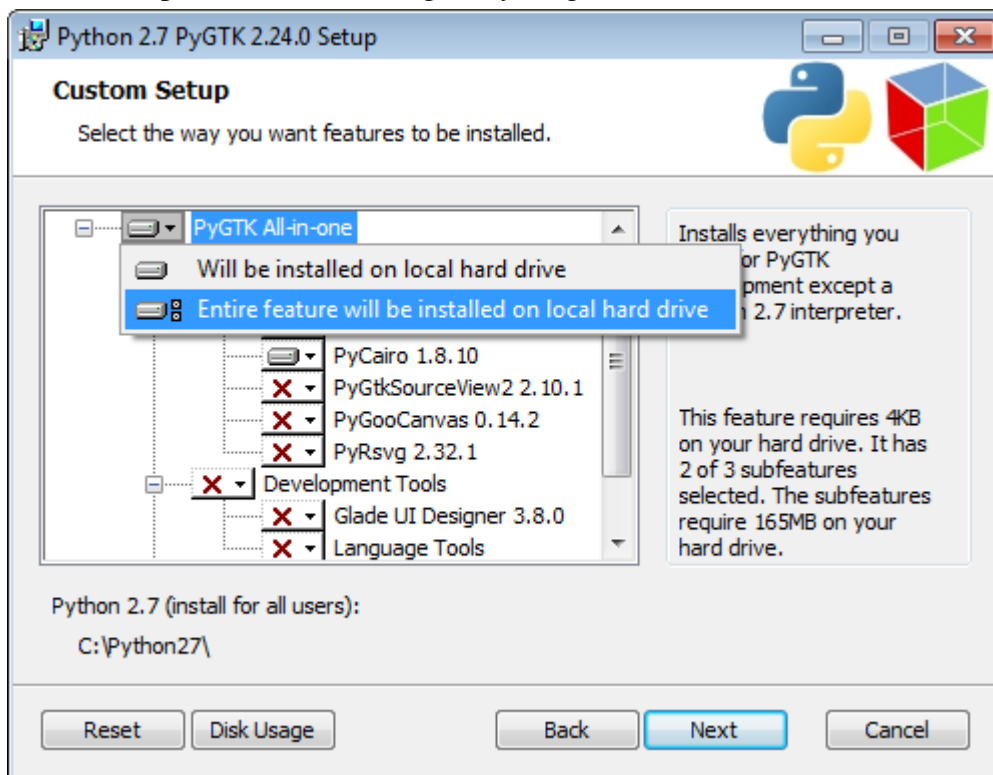 Python 2.7 PyGTK 2.24.0 Setup
Custom Setup
Select the way you want features to be installed.
PyGTK All-in-one
Will be installed on local hard drive
Entire feature will be installed on local hard drive
PyCairo 1.8.10
PyGtkSourceView2 2.10.1
PyGooCanvas 0.14.2
PyRsvg 2.32.1
Development Tools
Glade UI Designer 3.8.0
Language Tools
Installs everything you
or PyGTK
pment except a
2.7 interpreter.
This feature requires 4KB
on your hard drive. It has
2 of 3 subfeatures
selected. The subfeatures
require 165MB on your
hard drive.
Python 2.7 (install for all users):
C:\Python27\
Reset
Disk Usage
Back
Next
Cancel